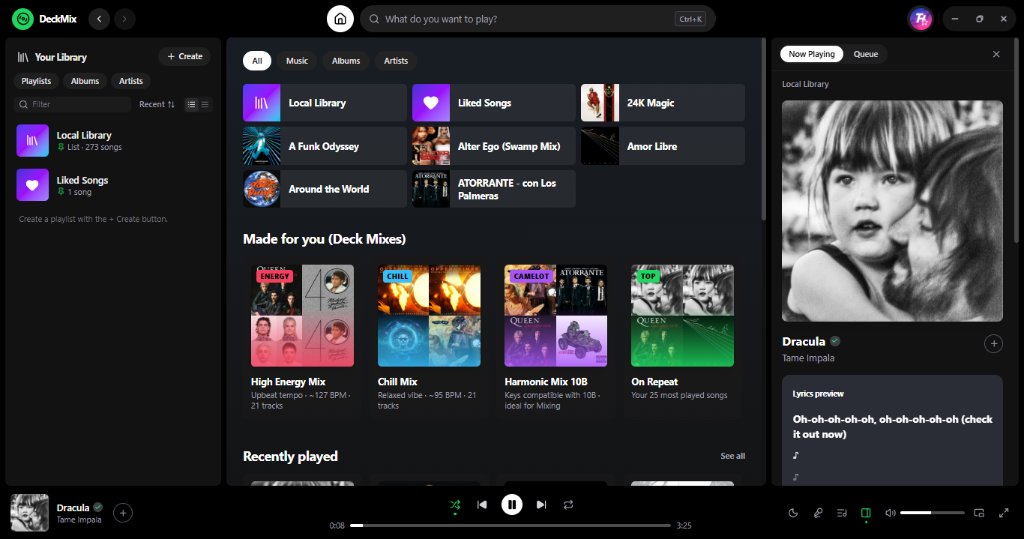 DeckMix
What do you want to play?
Ctrl+K
Your Library
+ Create
Playlists
Albums
Artists
Filter
Recent
Local Library
List · 273 songs
Liked Songs
1 song
Create a playlist with the + Create button.
All
Music
Albums
Artists
Local Library
Liked Songs
24K Magic
A Funk Odyssey
Alter Ego (Swamp Mix)
Amor Libre
Around the World
ATORRANTE - con Los
Palmeras
Made for you (Deck Mixes)
ENERGY
QUEEN
40
QUEEN
40
High Energy Mix
Upbeat tempo · ~127 BPM ·
21 tracks
CHILL
Chill Mix
Relaxed vibe · ~95 BPM · 21
tracks
CAMELOT
ATORRANTE
QUEEN
Harmonic Mix 10B
Keys compatible with 10B ·
ideal for Mixing
TOP
QUEEN
On Repeat
Your 25 most played songs
Recently played
See all
Now Playing
Queue
Local Library
Dracula
Tame Impala
Lyrics preview
Oh-oh-oh-oh-oh, oh-oh-oh-oh-oh (check
it out now)
♪
♪
Dracula
Tame Impala
0:08
3:25